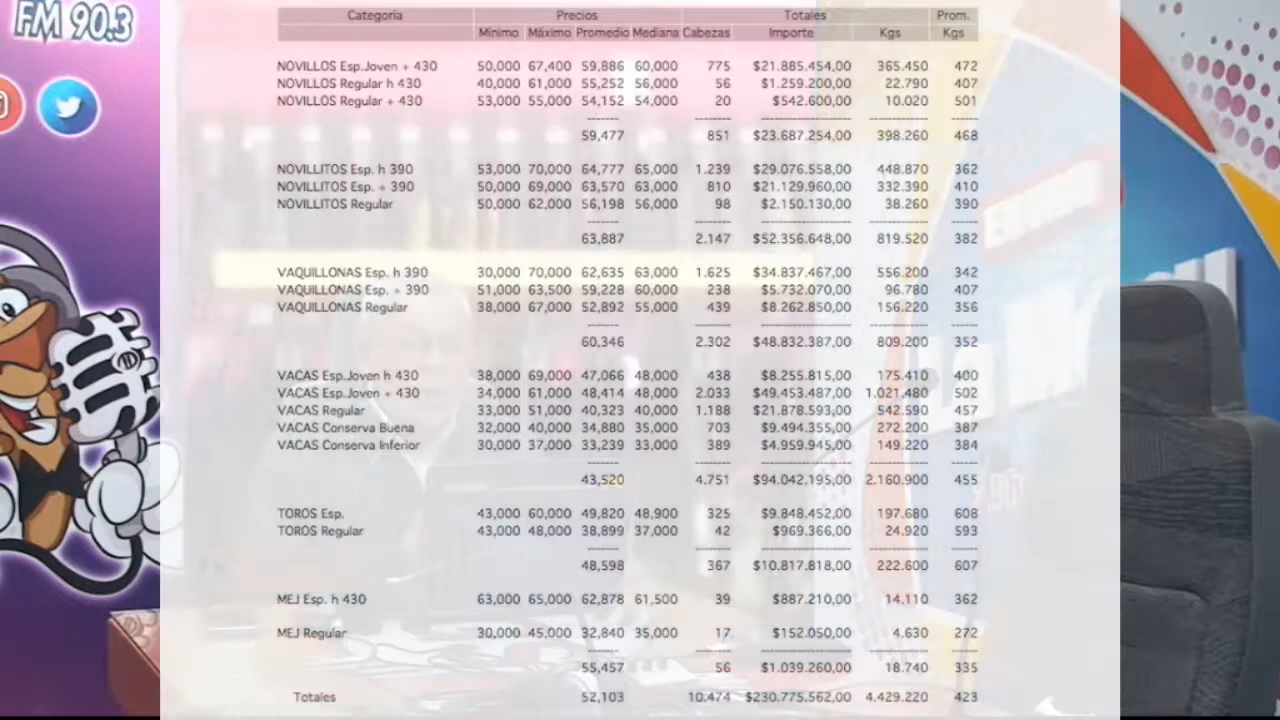 FM 90.3
Categoria Precios Totales Prom.
Mínimo Máximo Promedio Mediana Cabezas Importe Kgs Kgs
NOVILLOS Esp.Joven + 430 50,000 67,400 59,886 60,000 775 $21.885.454,00 365.450 472
NOVILLOS Regular h 430 40,000 61,000 55,252 56,000 56 $1.259.200,00 22.790 407
NOVILLOS Regular + 430 53,000 55,000 54,152 54,000 20 $542.600,00 10.020 501
59,477 851 $23.687.254,00 398.260 468
NOVILLITOS Esp. h 390 53,000 70,000 64,777 65,000 1.239 $29.076.558,00 448.870 362
NOVILLITOS Esp. + 390 50,000 69,000 63,570 63,000 810 $21.129.960,00 332.390 410
NOVILLITOS Regular 50,000 62,000 56,198 56,000 98 $2.150.130,00 38.260 390
63,887 2.147 $52.356.648,00 819.520 382
VAQUILLONAS Esp. h 390 30,000 70,000 62,635 63,000 1.625 $34.837.467,00 556.200 342
VAQUILLONAS Esp. + 390 51,000 63,500 59,228 60,000 238 $5.732.070,00 96.780 407
VAQUILLONAS Regular 38,000 67,000 52,892 55,000 439 $8.262.850,00 156.220 356
60,346 2.302 $48.832.387,00 809.200 352
VACAS Esp.Joven h 430 38,000 69,000 47,066 48,000 438 $8.255.815,00 175.410 400
VACAS Esp.Joven + 430 34,000 61,000 48,414 48,000 2.033 $49.453.487,00 1.021.480 502
VACAS Regular 33,000 51,000 40,323 40,000 1.188 $21.878.593,00 542.590 457
VACAS Conserva Buena 32,000 40,000 34,880 35,000 703 $9.494.355,00 272.200 387
VACAS Conserva Inferior 30,000 37,000 33,239 33,000 389 $4.959.945,00 149.220 384
43,520 4.751 $94.042.195,00 2.160.900 455
TOROS Esp. 43,000 60,000 49,820 48,900 325 $9.848.452,00 197.680 608
TOROS Regular 43,000 48,000 38,899 37,000 42 $969.366,00 24.920 593
48,598 367 $10.817.818,00 222.600 607
MEJ Esp. h 430 63,000 65,000 62,878 61,500 39 $887.210,00 14.110 362
MEJ Regular 30,000 45,000 32,840 35,000 17 $152.050,00 4.630 272
55,457 56 $1.039.260,00 18.740 335
Totales 52,103 10.474 $230.775.562,00 4.429.220 423